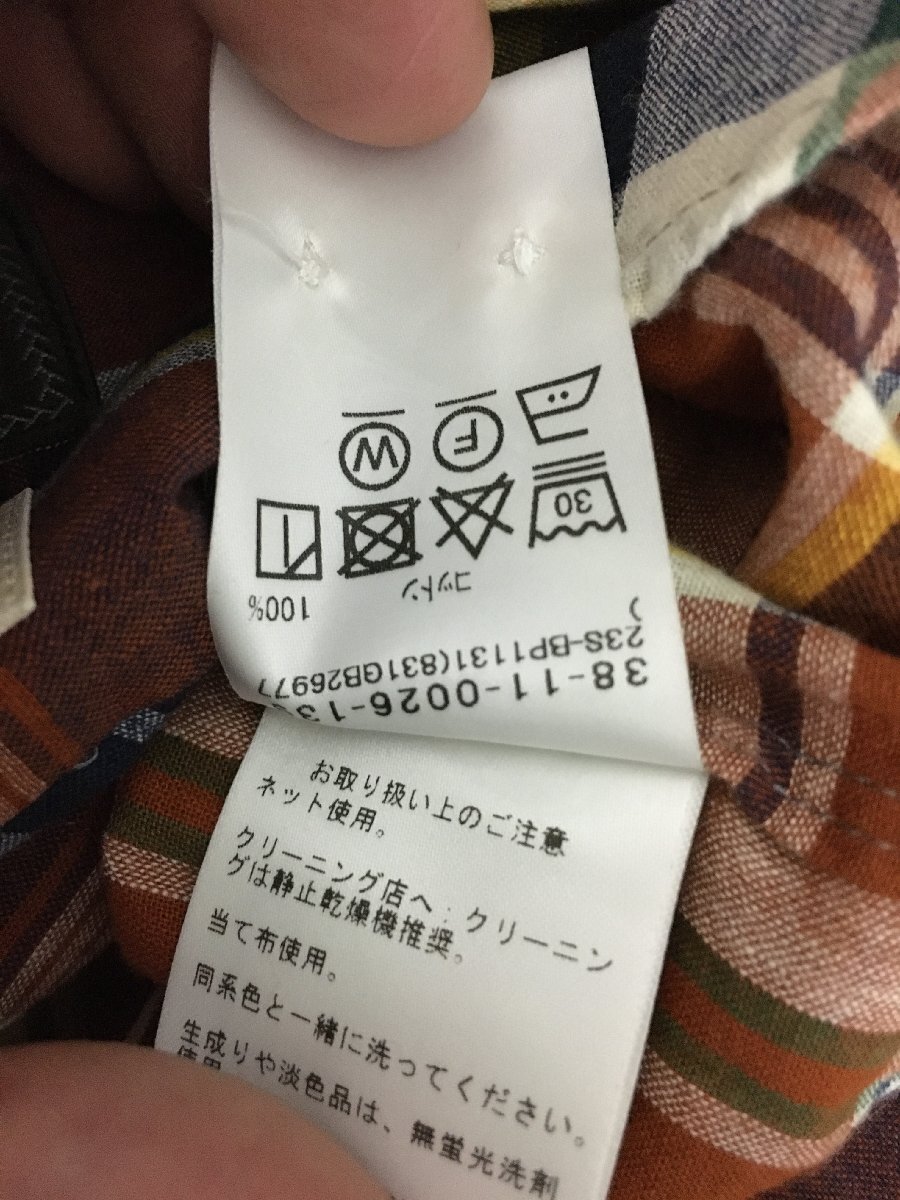 38-11-0026-13
23S-BP1131(831GB2697
)
コットン 100%
30
F W
お取り扱い上のご注意
ネット使用。
クリーニング店へ:クリーニン
グは静止乾燥機推奨。
当て布使用。
同系色と一緒に洗ってください。
生成りや淡色品は、無蛍光洗剤
使用